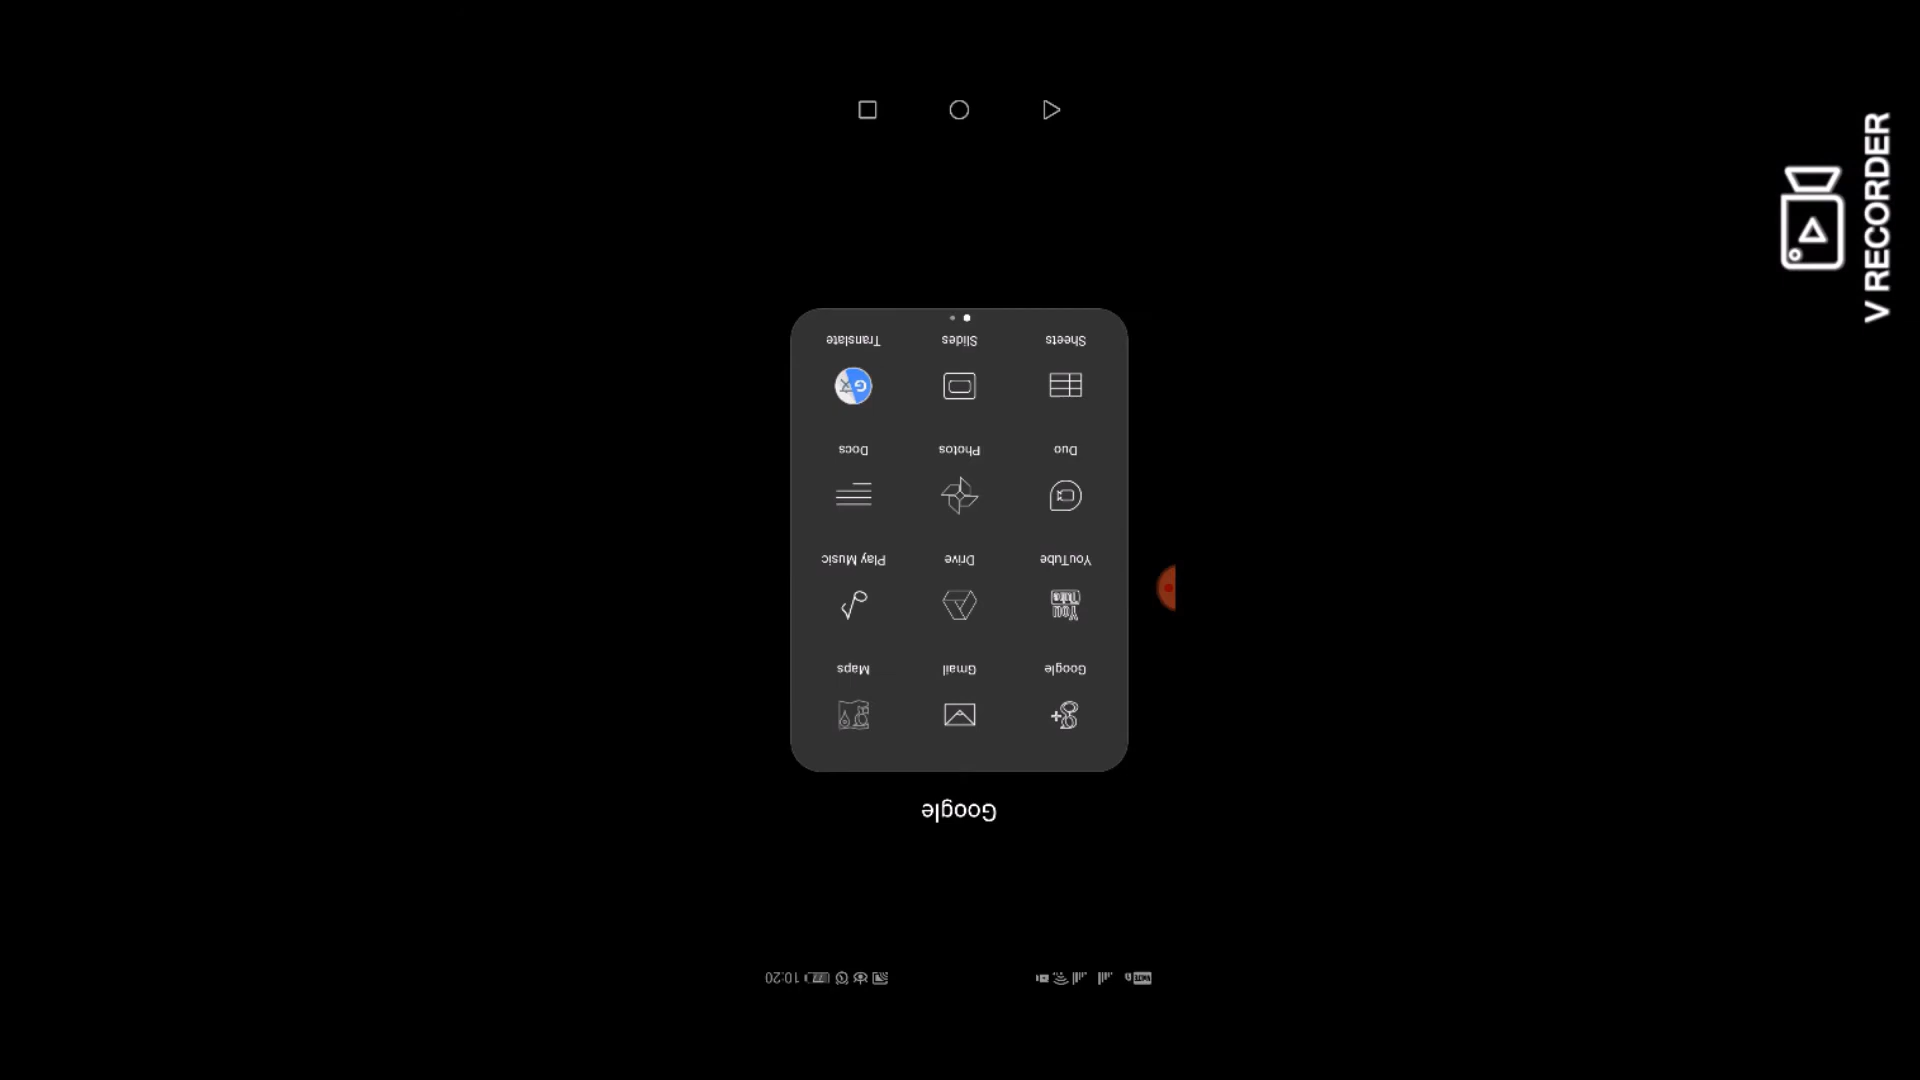 10:20
Google
Google Gmail Maps
YouTube Drive Play Music
Duo Photos Docs
Sheets Slides Translate
V RECORDER